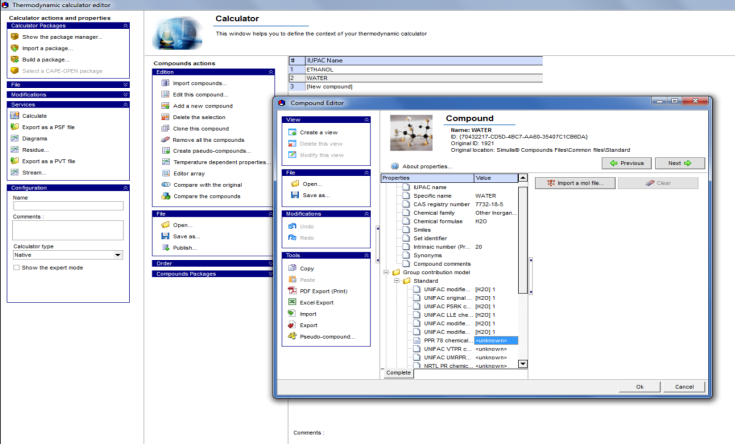 Thermodynamic calculator editor
Calculator actions and properties
Calculator Packages
Show the package manager...
Import a package...
Build a package...
Select a CAPE-OPEN package
File
Modifications
Services
Calculate
Export as a PSF file
Diagrams
Residue...
Export as a PVT file
Stream...
Configuration
Name
Comments :
Calculator type
Native
Show the expert mode
Calculator
This window helps you to define the context of your thermodynamic calculator
Compounds actions
Edition
Import compounds...
Edit this compound...
Add a new compound
Delete the selection
Clone this compound
Remove all the compounds
Create pseudo-compounds...
Temperature dependent properties...
Editor array
Compare with the original
Compare the compounds
File
Open...
Save as...
Publish...
Order
Compounds Packages
# IUPAC Name
1 ETHANOL
2 WATER
3 [New compound]
Comments :
Compound Editor
View
Create a view
Delete this view
Modify this view
File
Open...
Save as...
Modifications
Undo
Redo
Tools
Copy
Paste
PDF Export (Print)
Excel Export
Import
Export
Pseudo-compound...
Compound
Name: WATER
ID: {70432217-CD5D-4BC7-AA60-35407C1CB6DA}
Original ID: 1921
Original location: Simulis® Compounds Files\Common files\Standard
About properties...
Previous
Next
Properties Value
IUPAC name
Specific name WATER
CAS registry number 7732-18-5
Chemical family Other Inorgan...
Chemical formulae H2O
Smiles
Set identifier
Intrinsic number (Pr... 20
Synonyms
Compound comments
Group contribution model
Standard
UNIFAC modifie... [H2O] 1
UNIFAC original ... [H2O] 1
UNIFAC PSRK c... [H2O] 1
UNIFAC LLE che... [H2O] 1
UNIFAC modifie... [H2O] 1
UNIFAC modifie... [H2O] 1
PPR 78 chemical... <unknown>
UNIFAC VTPR c... <unknown>
UNIFAC UMRPR... <unknown>
NRTL PR chemic... <unknown>
Complete
Import a mol file...
Clear
Ok
Cancel